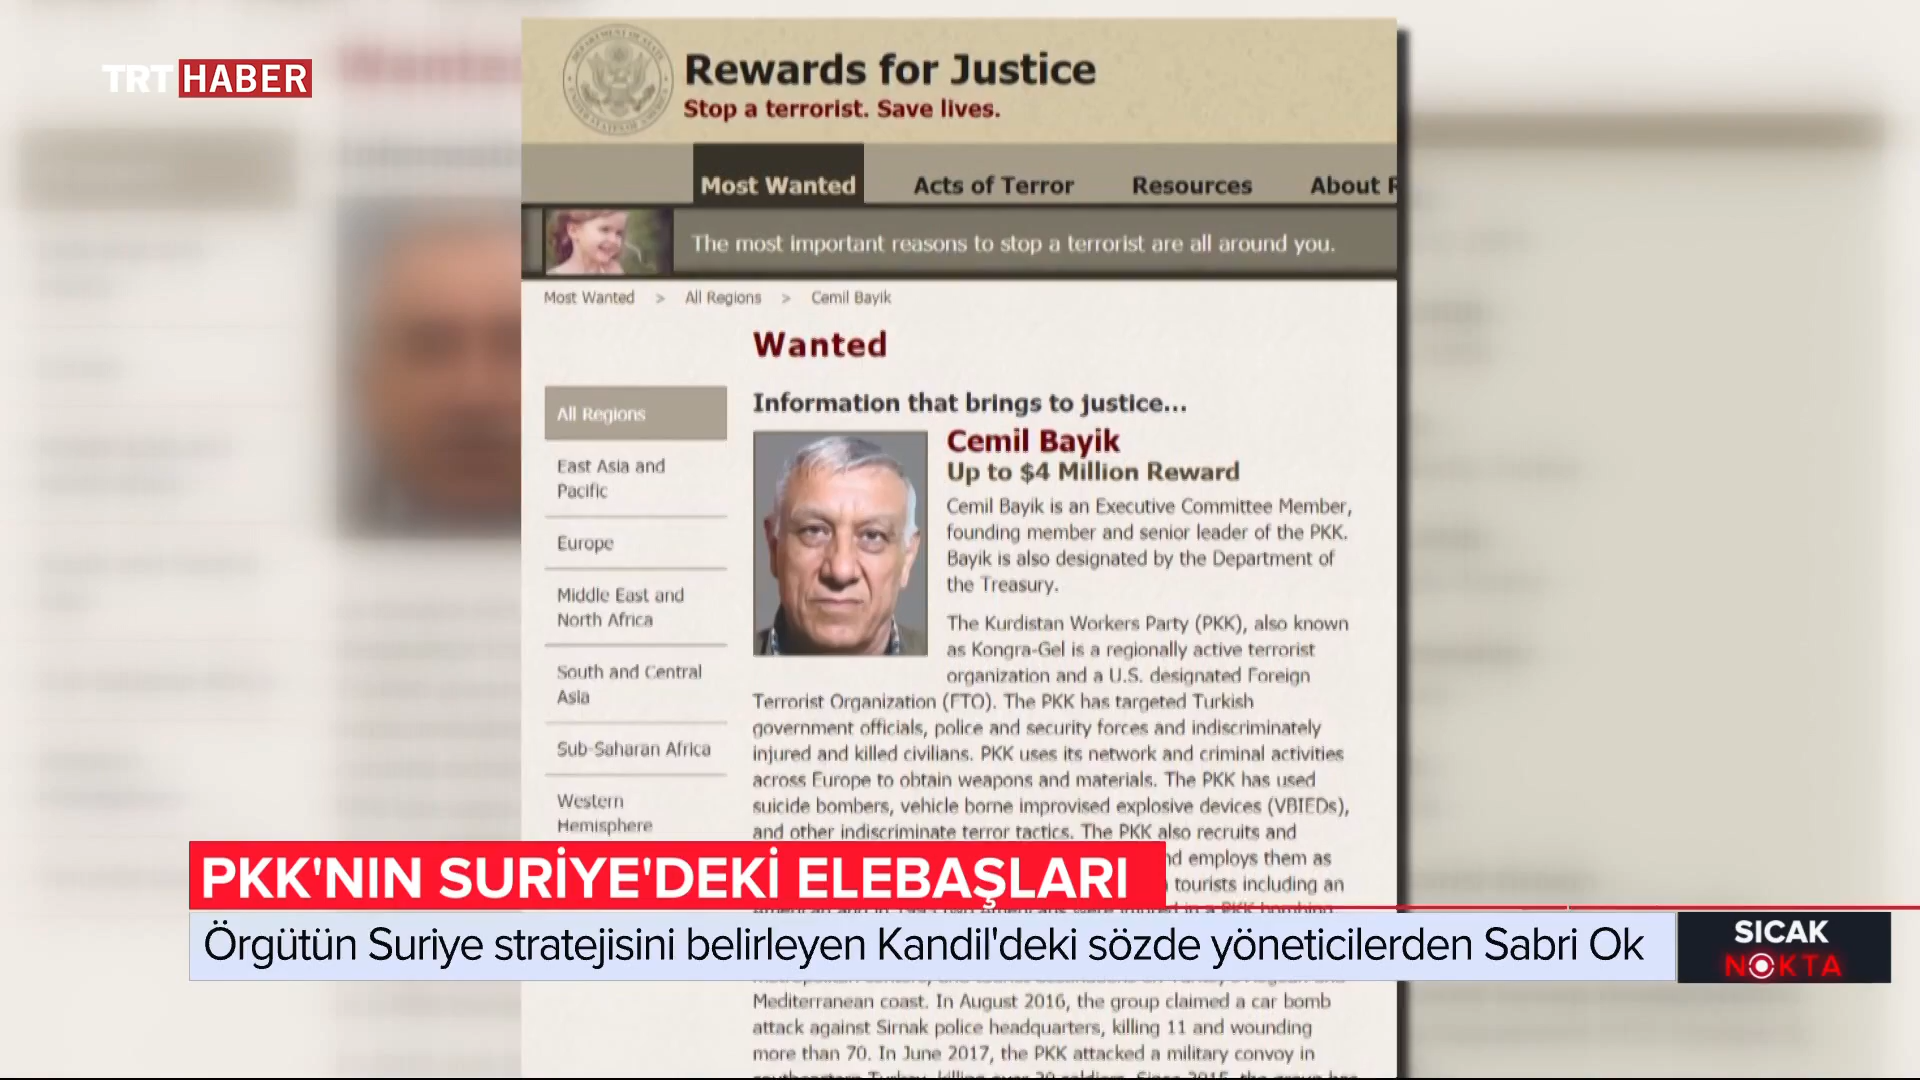 TRT HABER
Rewards for Justice
Stop a terrorist. Save lives.
Most Wanted
Acts of Terror
Resources
About
The most important reasons to stop a terrorist are all around you.
Most Wanted > All Regions > Cemil Bayik
Wanted
All Regions
East Asia and
Pacific
Europe
Middle East and
North Africa
South and Central
Asia
Sub-Saharan Africa
Western
Hemisphere
Information that brings to justice...
Cemil Bayik
Up to $4 Million Reward
Cemil Bayik is an Executive Committee Member,
founding member and senior leader of the PKK.
Bayik is also designated by the Department of
the Treasury.
The Kurdistan Workers Party (PKK), also known
as Kongra-Gel is a regionally active terrorist
organization and a U.S. designated Foreign
Terrorist Organization (FTO). The PKK has targeted Turkish
government officials, police and security forces and indiscriminately
injured and killed civilians. PKK uses its network and criminal activities
across Europe to obtain weapons and materials. The PKK has used
suicide bombers, vehicle borne improvised explosive devices (VBIEDs),
and other indiscriminate terror tactics. The PKK also recruits and
employs them as
tourists including an
PKK'NIN SURİYE'DEKİ ELEBAŞLARI
Örgütün Suriye stratejisini belirleyen Kandil'deki sözde yöneticilerden Sabri Ok
SICAK
NOKTA
Mediterranean coast. In August 2016, the group claimed a car bomb
attack against Sirnak police headquarters, killing 11 and wounding
more than 70. In June 2017, the PKK attacked a military convoy in